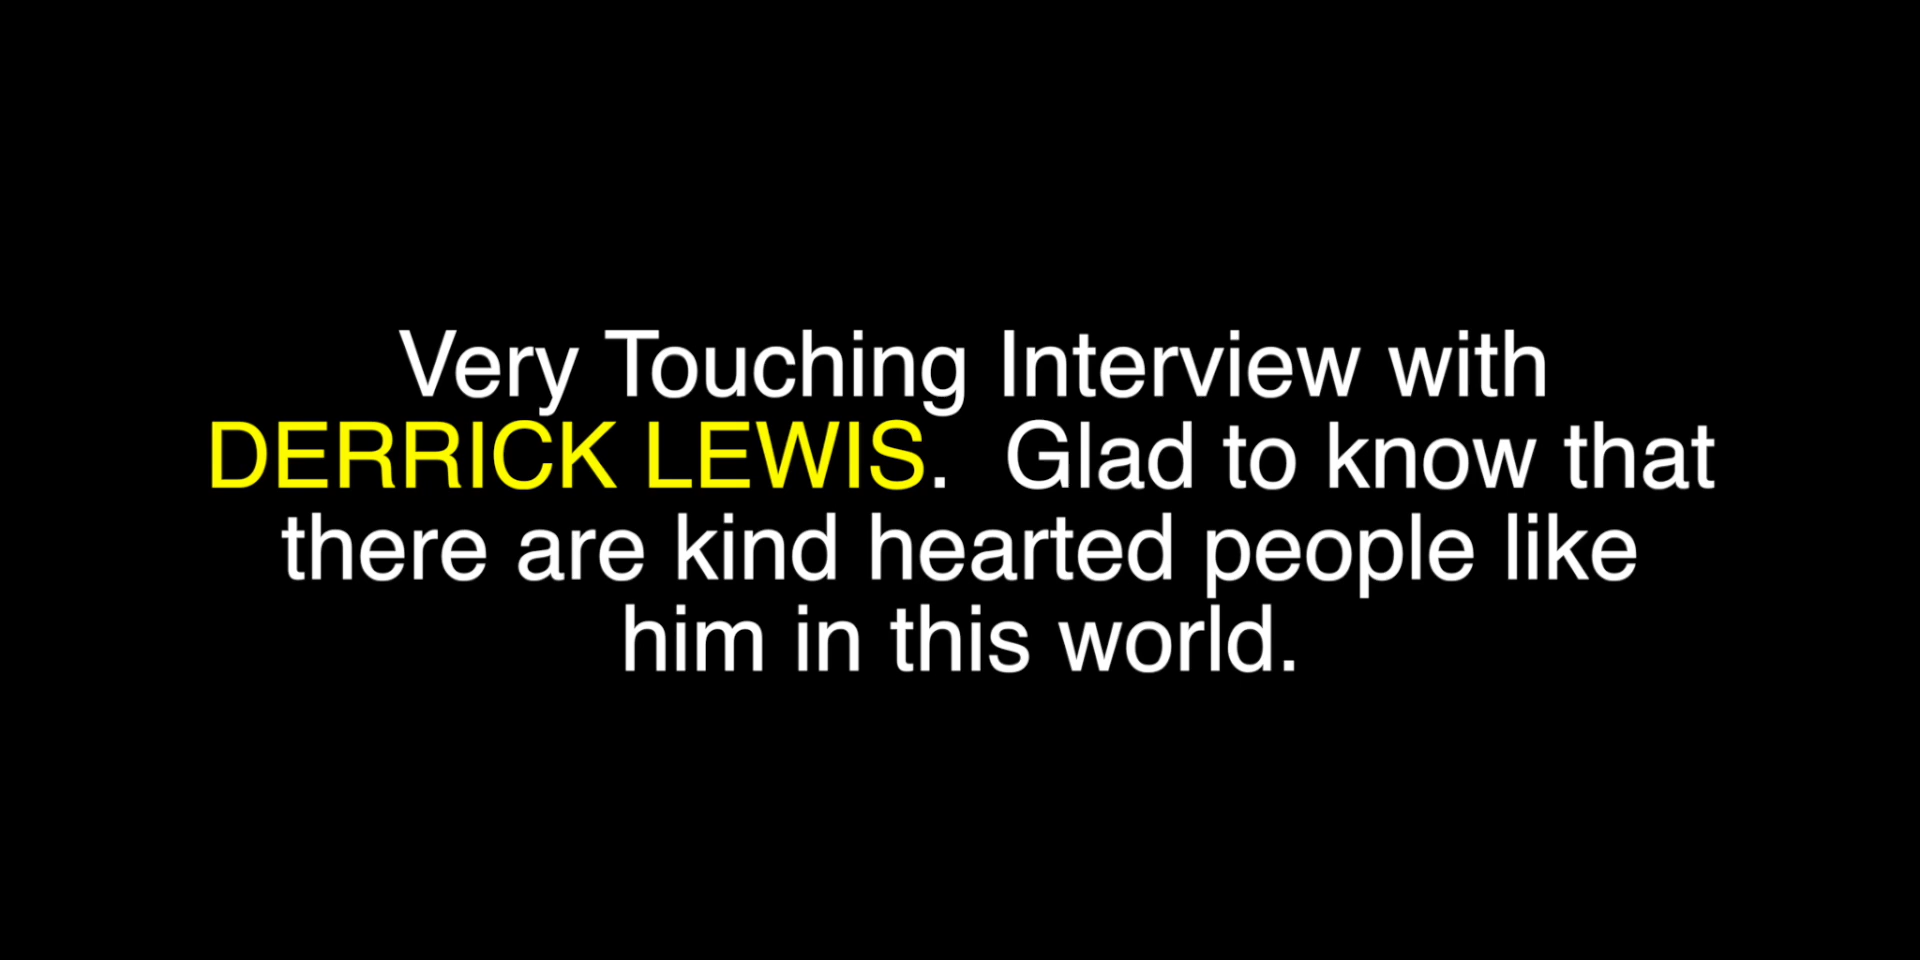 Very Touching Interview with
DERRICK LEWIS.  Glad to know that
there are kind hearted people like
him in this world.